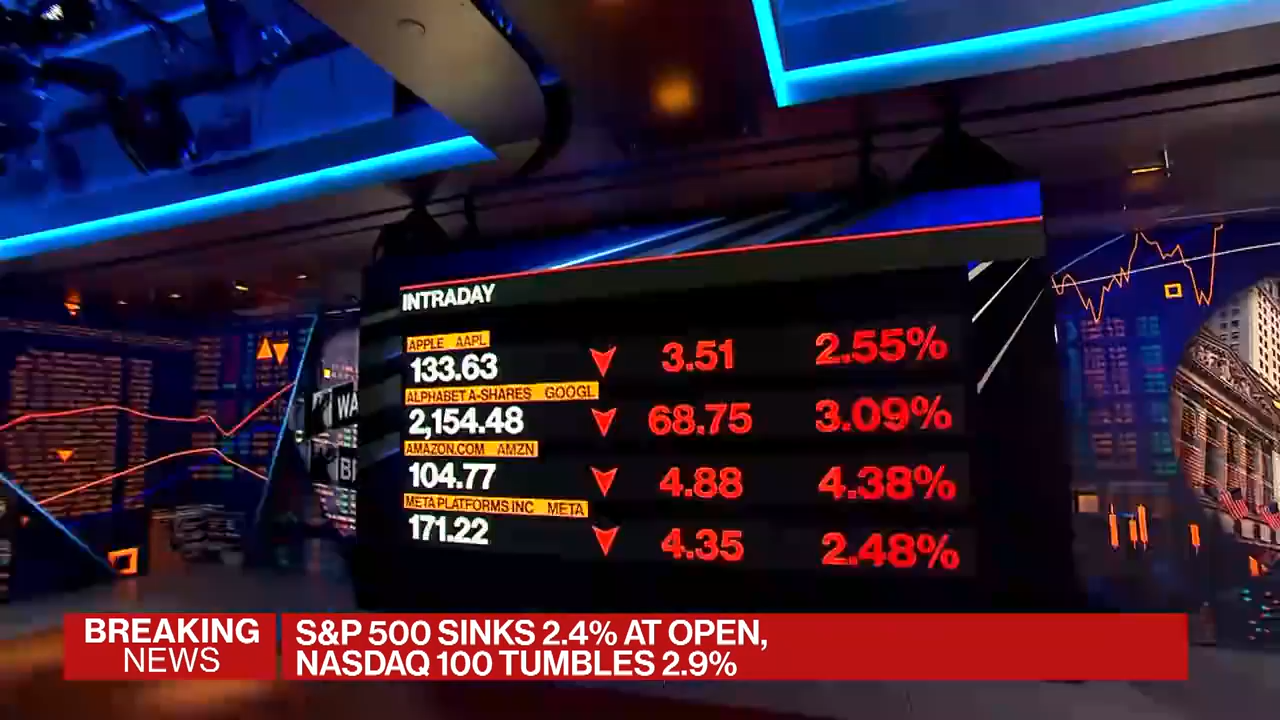 INTRADAY
APPLE AAPL
133.63 3.51 2.55%
ALPHABET A-SHARES GOOGL
2,154.48 68.75 3.09%
AMAZON.COM AMZN
104.77 4.88 4.38%
META PLATFORMS INC META
171.22 4.35 2.48%
WA
BREAKING
NEWS
S&P 500 SINKS 2.4% AT OPEN,
NASDAQ 100 TUMBLES 2.9%